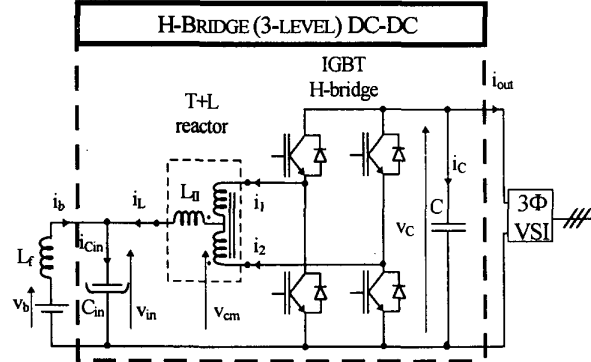 H-BRIDGE (3-LEVEL) DC-DC
IGBT
H-bridge
T+L
reactor
i_out
L_ll
i_1
i_2
i_b
i_L
i_Cin
L_f
v_b
C_in
v_in
v_cm
v_C
C
i_C
3Φ
VSI